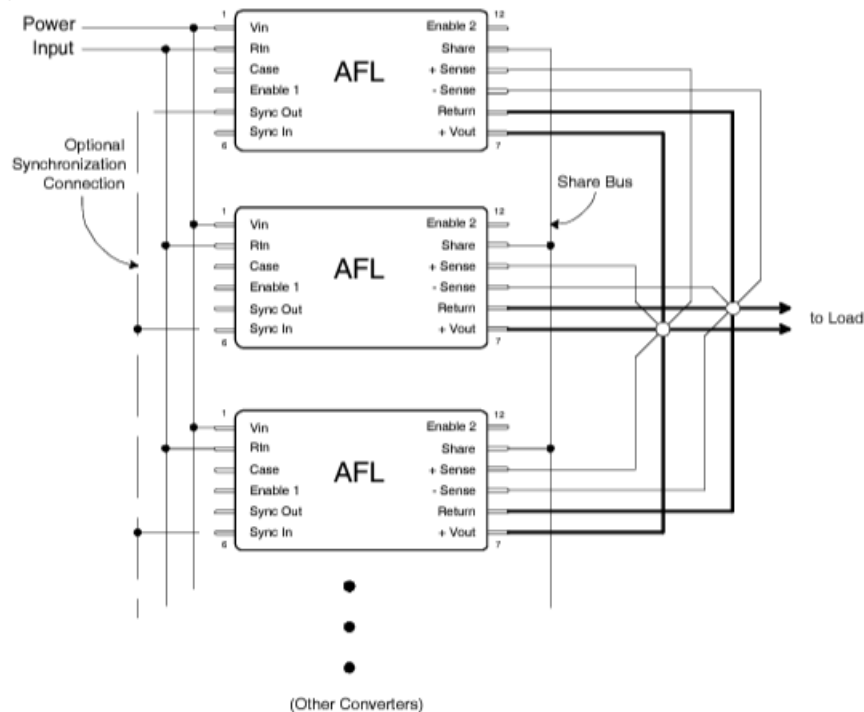 Power
Input
1
12
Vin
Enable 2
RIn
Share
Case
AFL
+ Sense
Enable 1
- Sense
Sync Out
Return
Sync In
+ Vout
6
7
Optional
Synchronization
Connection
Share Bus
1
12
Vin
Enable 2
RIn
Share
Case
AFL
+ Sense
Enable 1
- Sense
Sync Out
Return
Sync In
+ Vout
6
7
to Load
1
12
Vin
Enable 2
RIn
Share
Case
AFL
+ Sense
Enable 1
- Sense
Sync Out
Return
Sync In
+ Vout
6
7
(Other Converters)